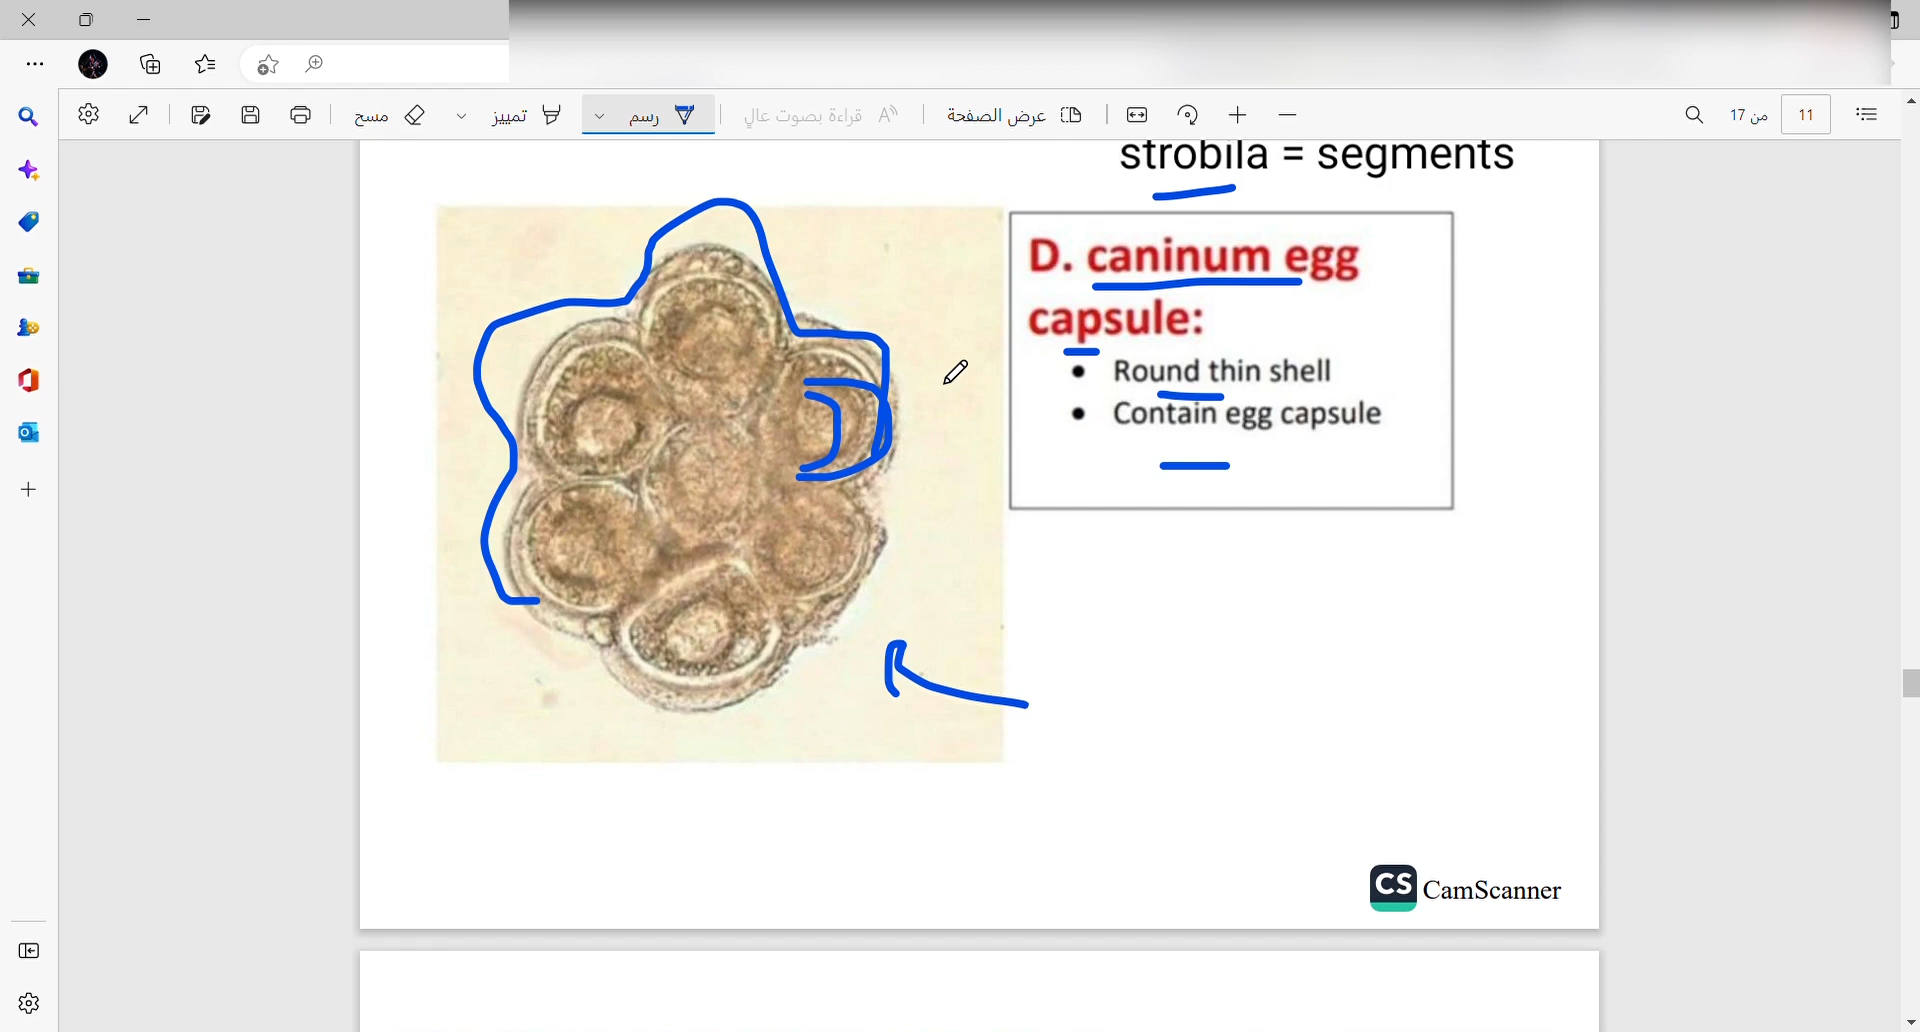 مسح
تمييز
رسم
قراءة بصوت عالٍ
عرض الصفحة
من 17
11
strobila = segments
D. caninum egg
capsule:
• Round thin shell
• Contain egg capsule
CS CamScanner